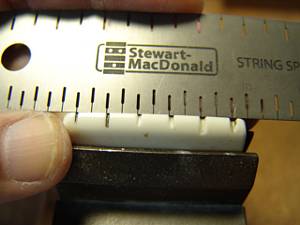 Stewart-
MacDonald
STRING SP